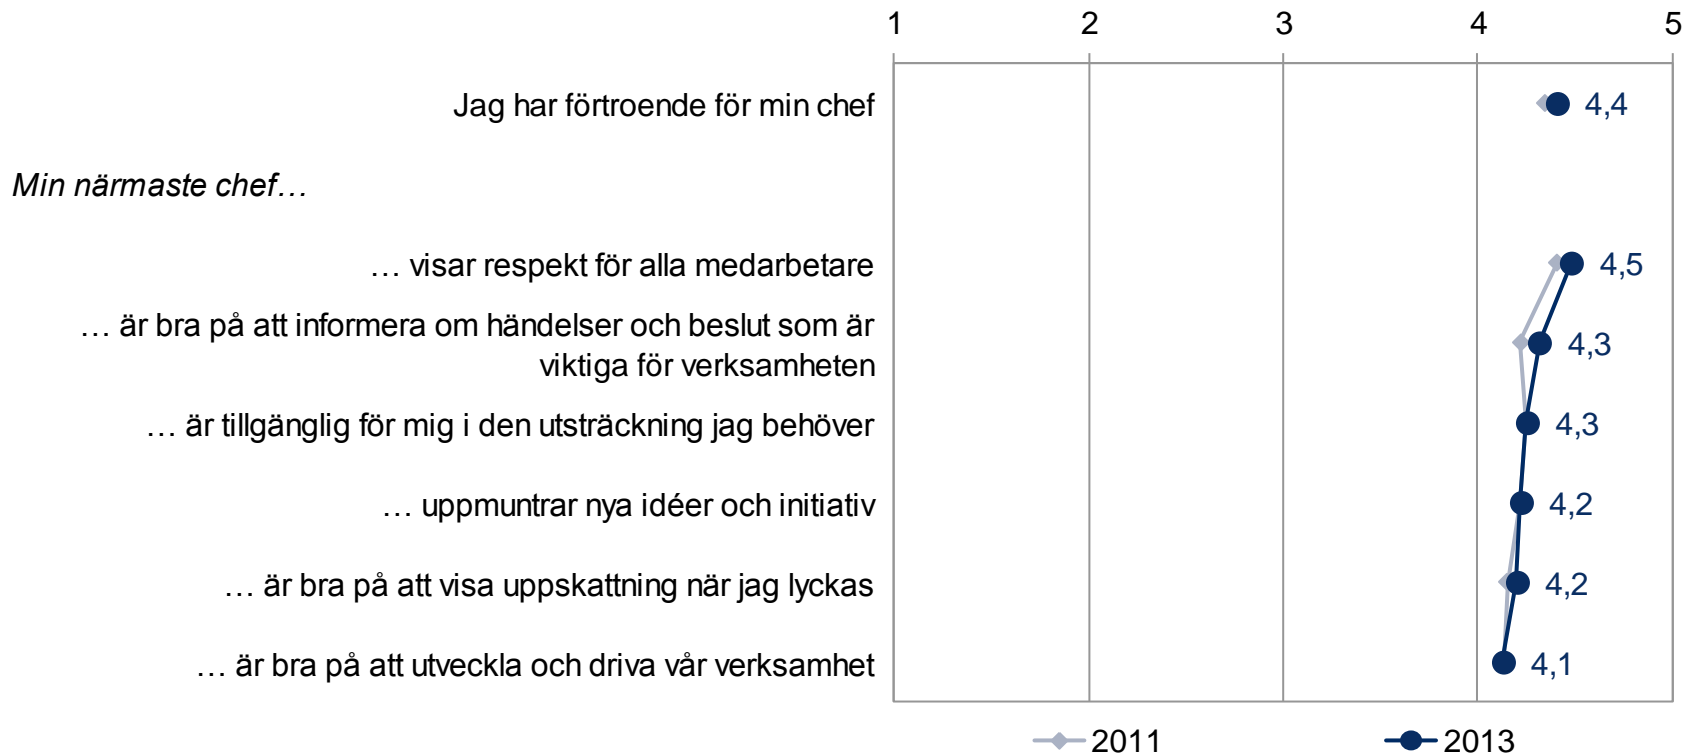 1 2 3 4 5
Jag har förtroende för min chef 4,4
Min närmaste chef…
… visar respekt för alla medarbetare 4,5
… är bra på att informera om händelser och beslut som är
viktiga för verksamheten 4,3
… är tillgänglig för mig i den utsträckning jag behöver 4,3
… uppmuntrar nya idéer och initiativ 4,2
… är bra på att visa uppskattning när jag lyckas 4,2
… är bra på att utveckla och driva vår verksamhet 4,1
2011 2013